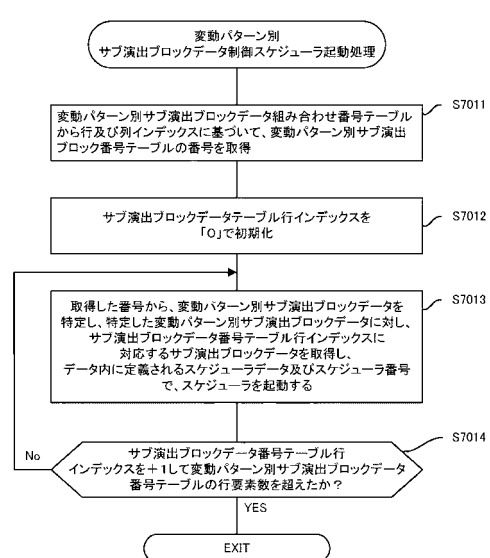 変動パターン別
サブ演出ブロックデータ制御スケジューラ起動処理
S7011
変動パターン別サブ演出ブロックデータ組み合わせ番号テーブル
から行及び列インデックスに基づいて、変動パターン別サブ演出
ブロック番号テーブルの番号を取得
S7012
サブ演出ブロックデータテーブル行インデックスを
「0」で初期化
S7013
取得した番号から、変動パターン別サブ演出ブロックデータを
特定し、特定した変動パターン別サブ演出ブロックデータに対し、
サブ演出ブロックデータ番号テーブル行インデックスに
対応するサブ演出ブロックデータを取得し、
データ内に定義されるスケジューラデータ及びスケジューラ番号
で、スケジューラを起動する
S7014
No
サブ演出ブロックデータ番号テーブル行
インデックスを+1して変動パターン別サブ演出ブロックデータ
番号テーブルの行要素数を超えたか?
YES
EXIT